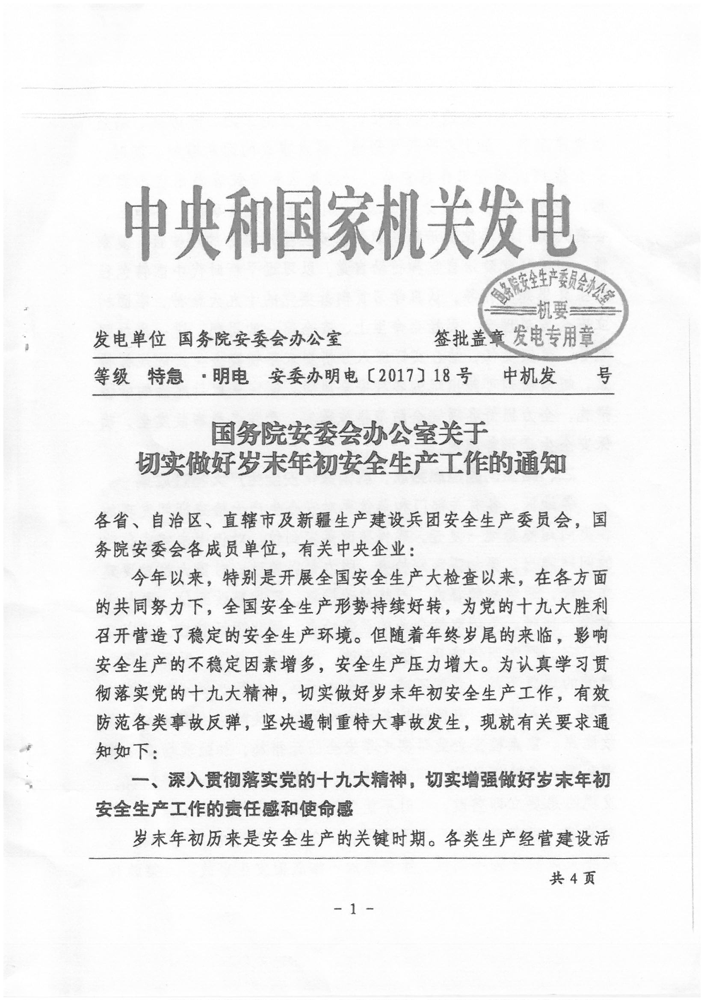 中央和国家机关发电
国务院安全生产委员会办公室
机要
发电专用章
发电单位 国务院安委会办公室 签批盖章
等级 特急·明电 安委办明电〔2017〕18号 中机发 号
国务院安委会办公室关于
切实做好岁末年初安全生产工作的通知
各省、自治区、直辖市及新疆生产建设兵团安全生产委员会，国
务院安委会各成员单位，有关中央企业：
今年以来，特别是开展全国安全生产大检查以来，在各方面
的共同努力下，全国安全生产形势持续好转，为党的十九大胜利
召开营造了稳定的安全生产环境。但随着年终岁尾的来临，影响
安全生产的不稳定因素增多，安全生产压力增大。为认真学习贯
彻落实党的十九大精神，切实做好岁末年初安全生产工作，有效
防范各类事故反弹，坚决遏制重特大事故发生，现就有关要求通
知如下：
一、深入贯彻落实党的十九大精神，切实增强做好岁末年初
安全生产工作的责任感和使命感
岁末年初历来是安全生产的关键时期。各类生产经营建设活
共 4 页
- 1 -